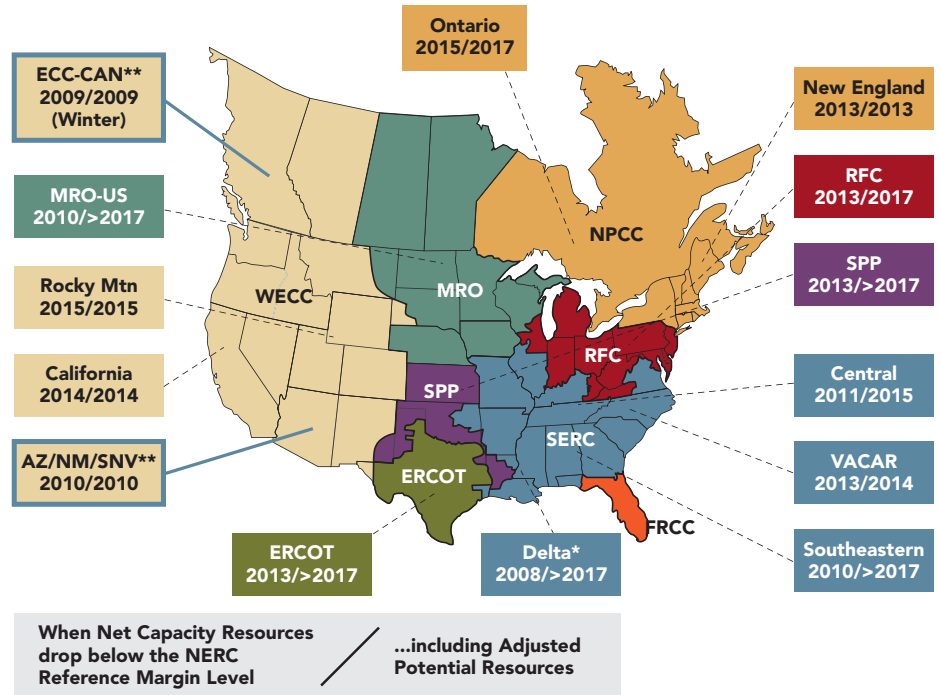 Ontario
2015/2017
ECC-CAN**
2009/2009
(Winter)
New England
2013/2013
MRO-US
2010/>2017
RFC
2013/2017
NPCC
SPP
2013/>2017
Rocky Mtn
2015/2015
WECC
MRO
RFC
California
2014/2014
SPP
Central
2011/2015
SERC
AZ/NM/SNV**
2010/2010
ERCOT
VACAR
2013/2014
FRCC
ERCOT
2013/>2017
Delta*
2008/>2017
Southeastern
2010/>2017
When Net Capacity Resources
drop below the NERC
Reference Margin Level
...including Adjusted
Potential Resources